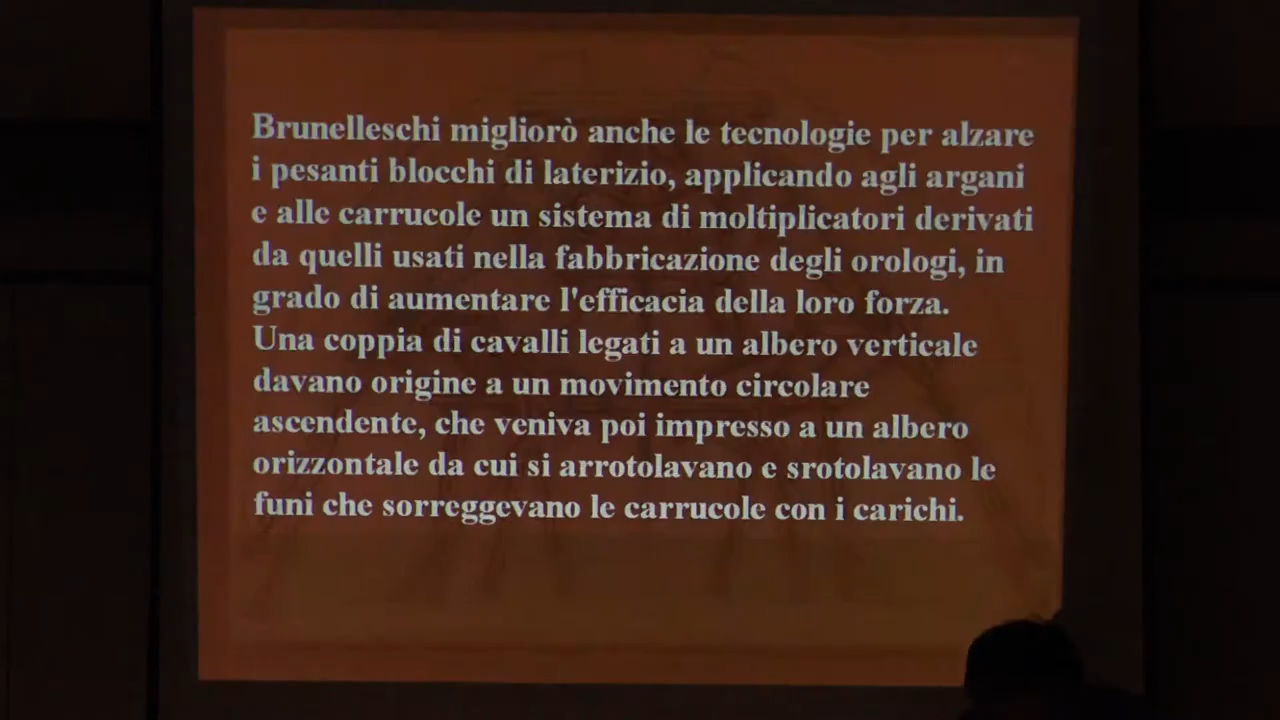 Brunelleschi migliorò anche le tecnologie per alzare
i pesanti blocchi di laterizio, applicando agli argani
e alle carrucole un sistema di moltiplicatori derivati
da quelli usati nella fabbricazione degli orologi, in
grado di aumentare l'efficacia della loro forza.
Una coppia di cavalli legati a un albero verticale
davano origine a un movimento circolare
ascendente, che veniva poi impresso a un albero
orizzontale da cui si arrotolavano e srotolavano le
funi che sorreggevano le carrucole con i carichi.